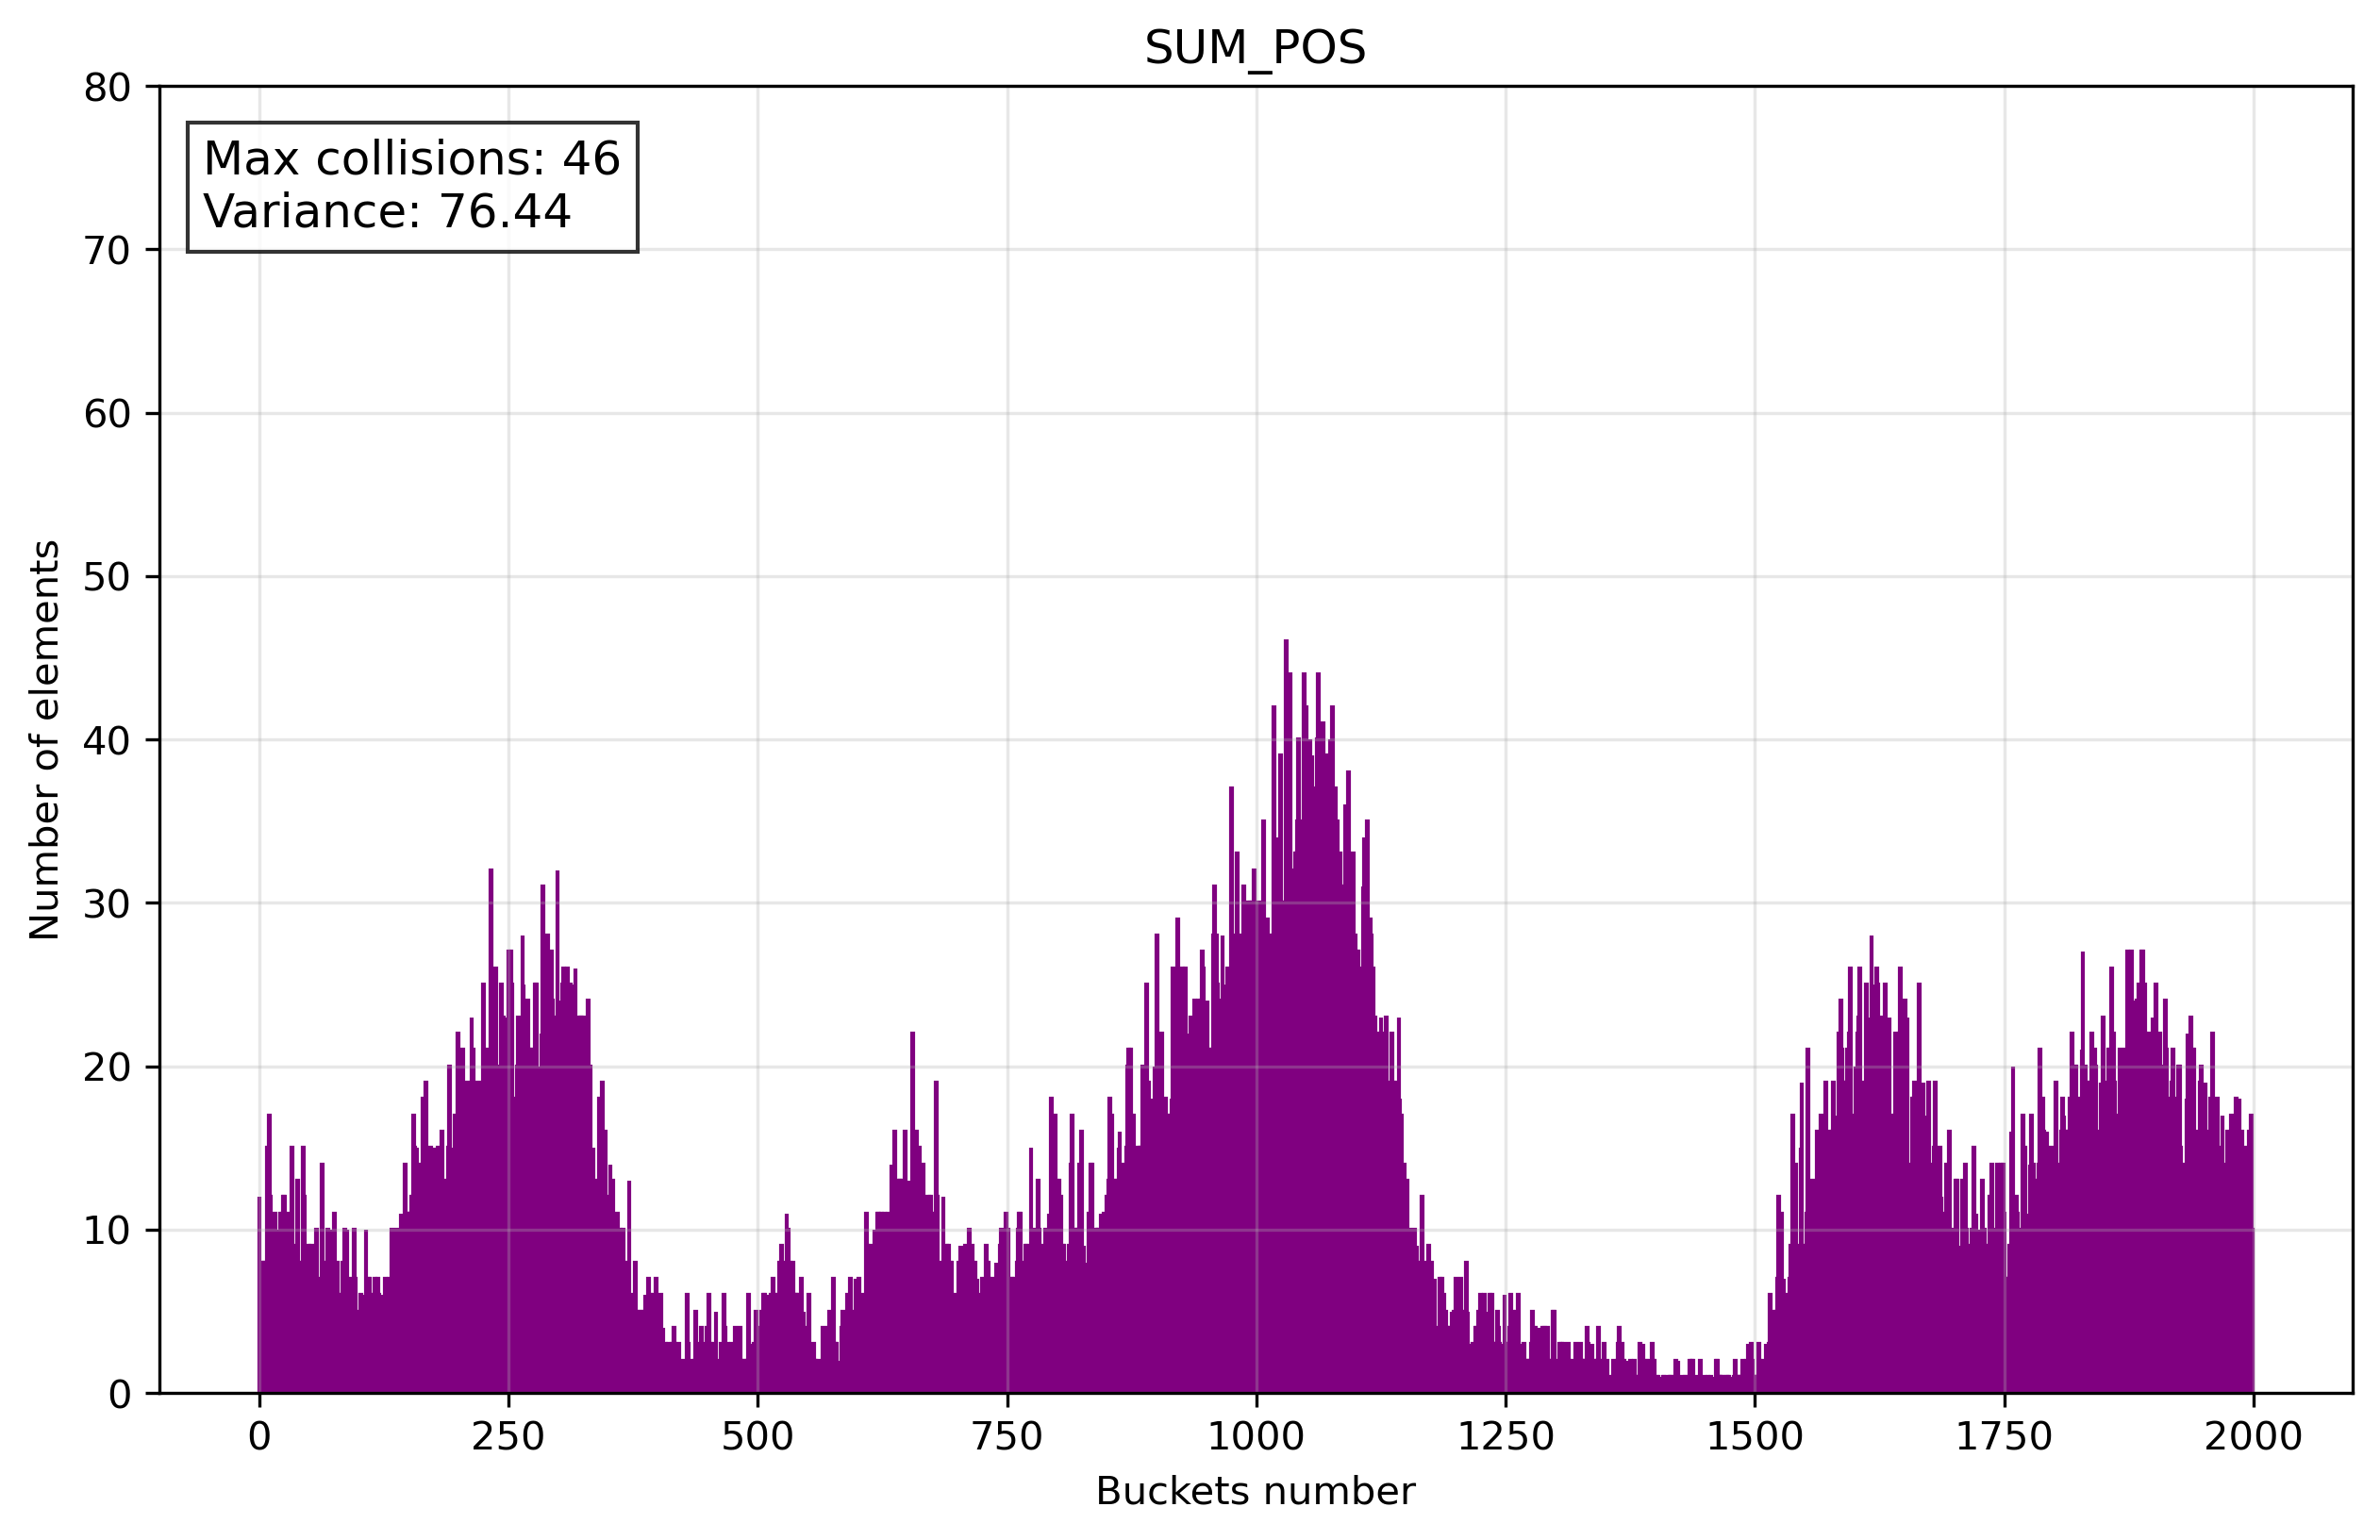 SUM_POS
Max collisions: 46
Variance: 76.44
80
70
60
50
40
30
20
10
0
Number of elements
0 250 500 750 1000 1250 1500 1750 2000
Buckets number